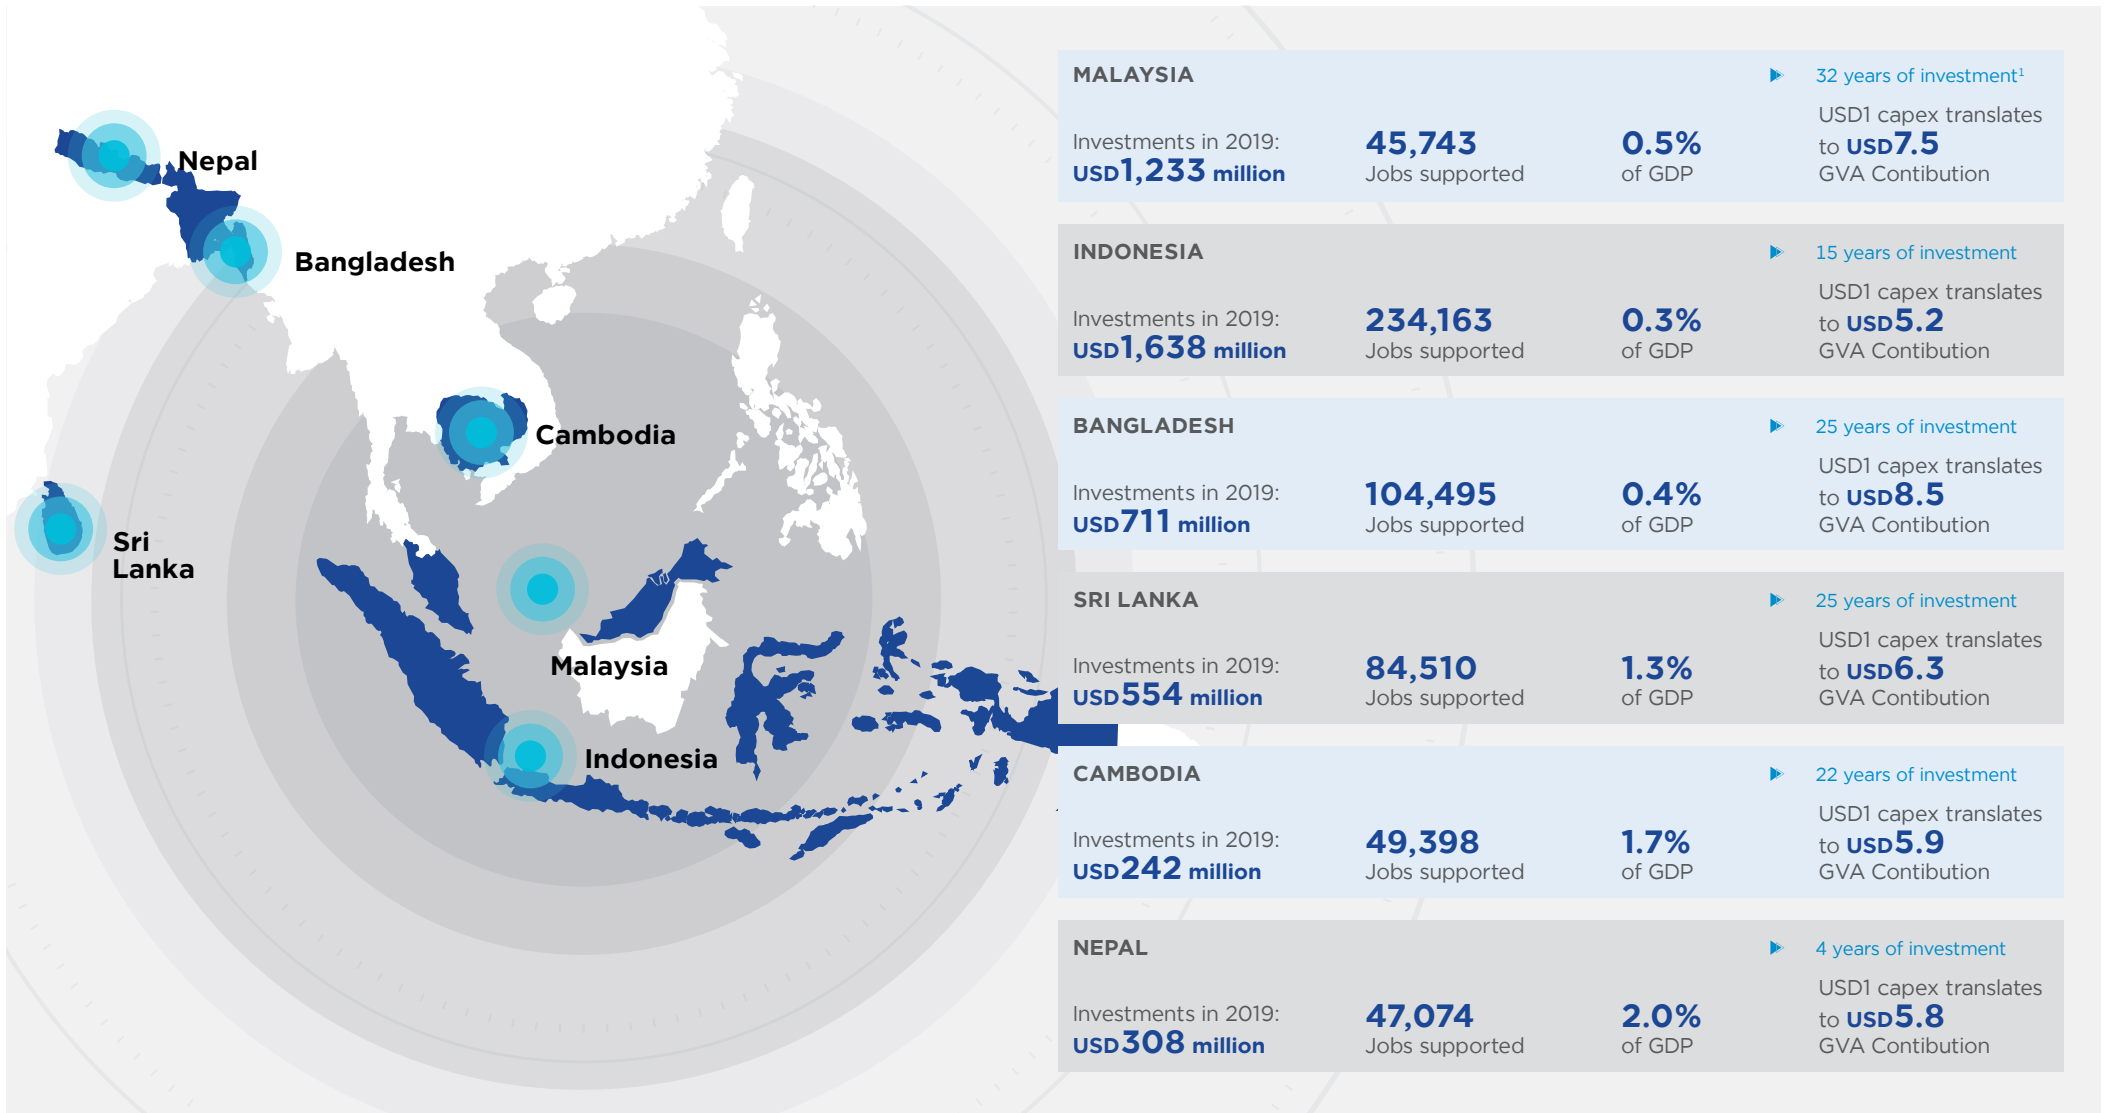 Nepal
Bangladesh
Cambodia
Sri
Lanka
Malaysia
Indonesia
MALAYSIA
32 years of investment¹
Investments in 2019:
USD1,233 million
45,743
Jobs supported
0.5%
of GDP
USD1 capex translates
to USD7.5
GVA Contibution
INDONESIA
15 years of investment
Investments in 2019:
USD1,638 million
234,163
Jobs supported
0.3%
of GDP
USD1 capex translates
to USD5.2
GVA Contibution
BANGLADESH
25 years of investment
Investments in 2019:
USD711 million
104,495
Jobs supported
0.4%
of GDP
USD1 capex translates
to USD8.5
GVA Contibution
SRI LANKA
25 years of investment
Investments in 2019:
USD554 million
84,510
Jobs supported
1.3%
of GDP
USD1 capex translates
to USD6.3
GVA Contibution
CAMBODIA
22 years of investment
Investments in 2019:
USD242 million
49,398
Jobs supported
1.7%
of GDP
USD1 capex translates
to USD5.9
GVA Contibution
NEPAL
4 years of investment
Investments in 2019:
USD308 million
47,074
Jobs supported
2.0%
of GDP
USD1 capex translates
to USD5.8
GVA Contibution